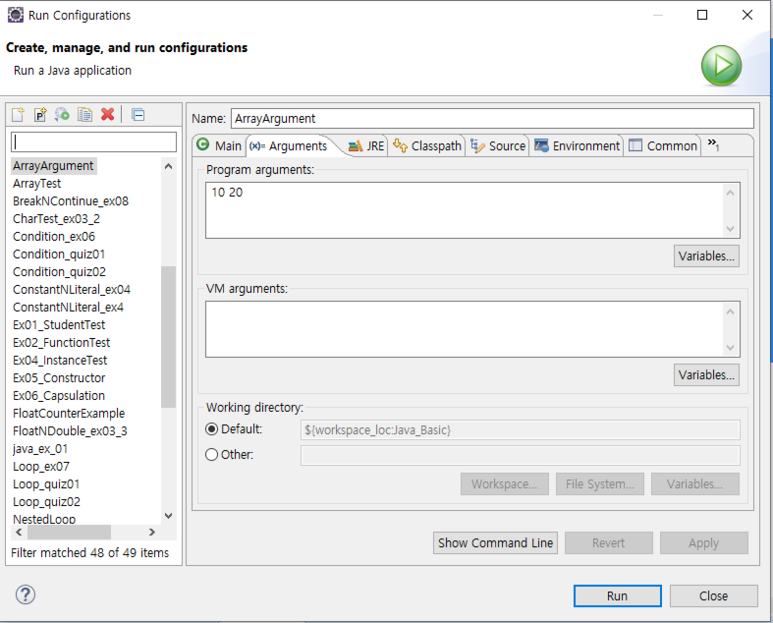 Run Configurations
Create, manage, and run configurations
Run a Java application
Name: ArrayArgument
Main (x)= Arguments JRE Classpath Source Environment Common »1
ArrayArgument
ArrayTest
BreakNContinue_ex08
CharTest_ex03_2
Condition_ex06
Condition_quiz01
Condition_quiz02
ConstantNLiteral_ex04
ConstantNLiteral_ex4
Ex01_StudentTest
Ex02_FunctionTest
Ex04_InstanceTest
Ex05_Constructor
Ex06_Capsulation
FloatCounterExample
FloatNDouble_ex03_3
java_ex_01
Loop_ex07
Loop_quiz01
Loop_quiz02
NestedLoop
Filter matched 48 of 49 items
Program arguments:
10 20
Variables...
VM arguments:
Variables...
Working directory:
Default: ${workspace_loc:Java_Basic}
Other:
Workspace... File System... Variables...
Show Command Line Revert Apply
Run Close